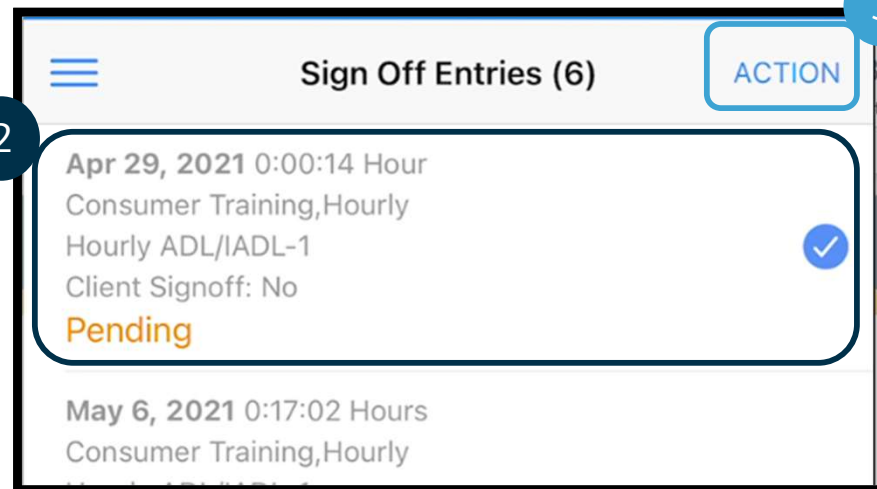 Sign Off Entries (6)
ACTION
2
Apr 29, 2021 0:00:14 Hour
Consumer Training,Hourly
Hourly ADL/IADL-1
Client Signoff: No
Pending
May 6, 2021 0:17:02 Hours
Consumer Training,Hourly